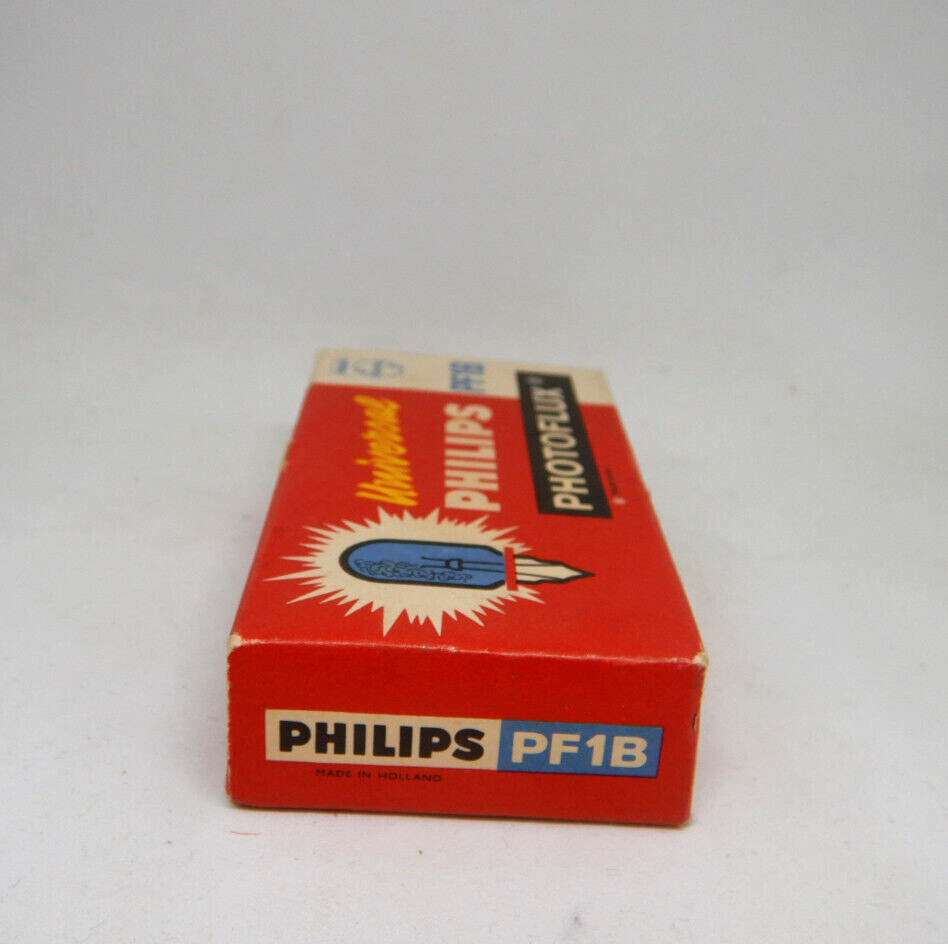 PF1B
Universal
PHILIPS
PHOTOFLUX
PHILIPS PF1B
MADE IN HOLLAND